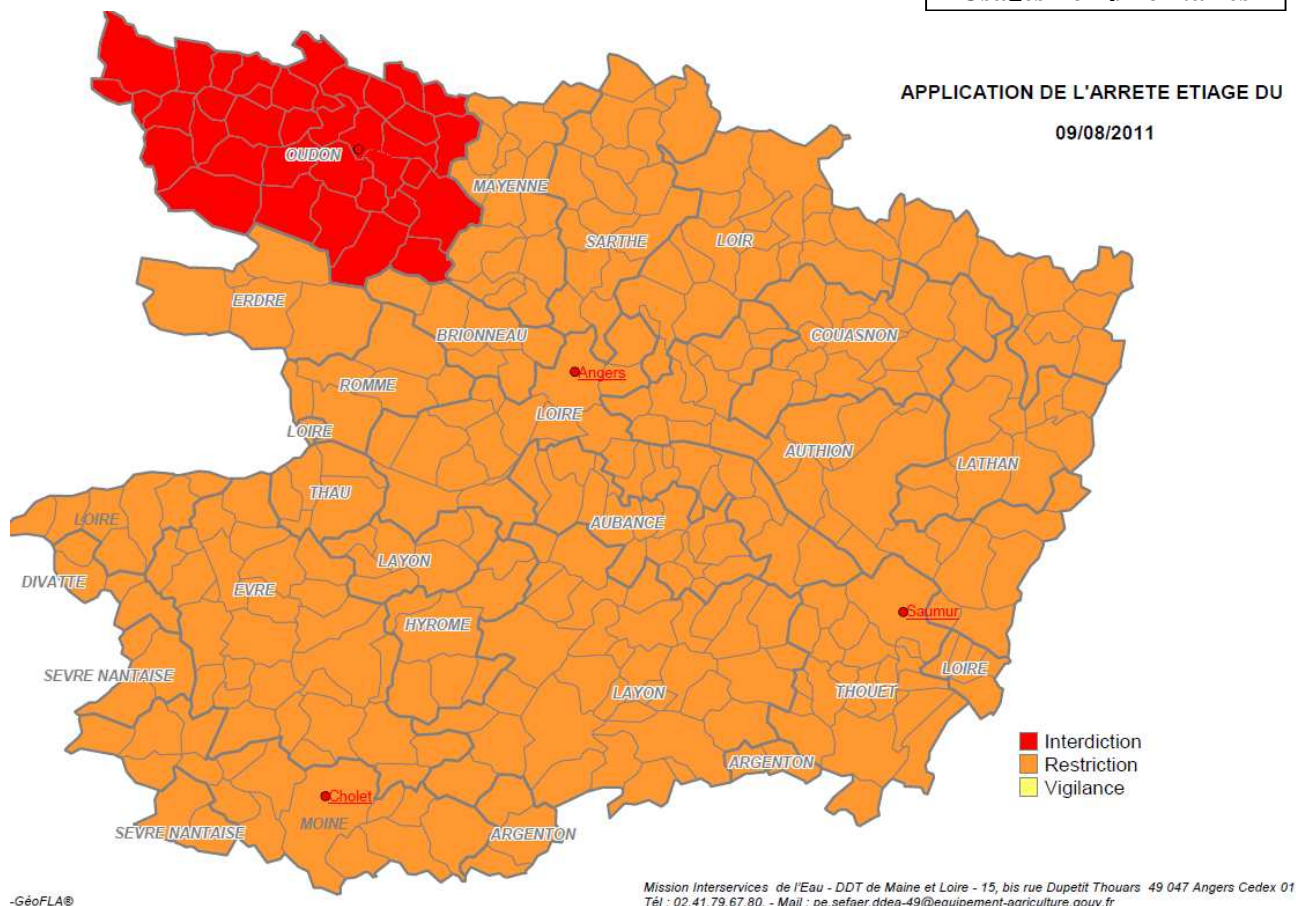 APPLICATION DE L'ARRETE ETIAGE DU
09/08/2011
OUDON
MAYENNE
SARTHE
LOIR
ERDRE
BRIONNEAU
COUASNON
Angers
ROMME
LOIRE
LOIRE
AUTHION
LATHAN
THAU
LOIRE
AUBANCE
LAYON
DIVATTE
EVRE
Saumur
HYROME
SEVRE NANTAISE
LOIRE
LAYON
THOUET
Interdiction
Restriction
Vigilance
ARGENTON
Cholet
MOINE
SEVRE NANTAISE
ARGENTON
-GéoFLA®
Mission Interservices de l'Eau - DDT de Maine et Loire - 15, bis rue Dupetit Thouars 49 047 Angers Cedex 01
Tél : 02.41.79.67.80. - Mail : pe.sefaer.ddea-49@equipement-agriculture.gouv.fr